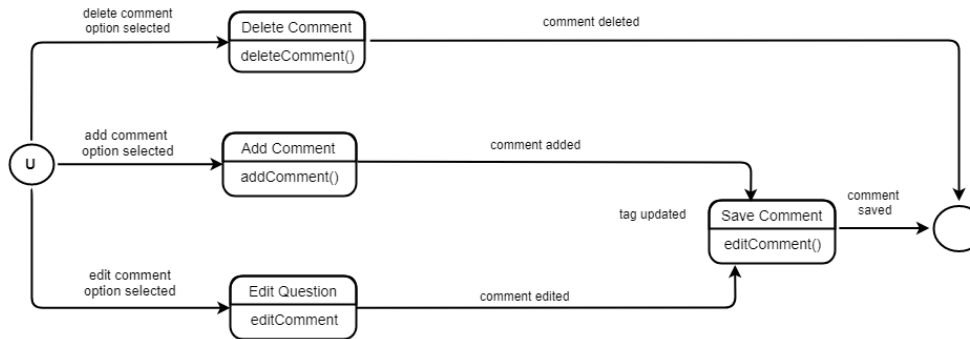 delete comment
option selected
Delete Comment
deleteComment()
comment deleted
U
add comment
option selected
Add Comment
addComment()
comment added
tag updated
Save Comment
editComment()
comment
saved
edit comment
option selected
Edit Question
editComment
comment edited